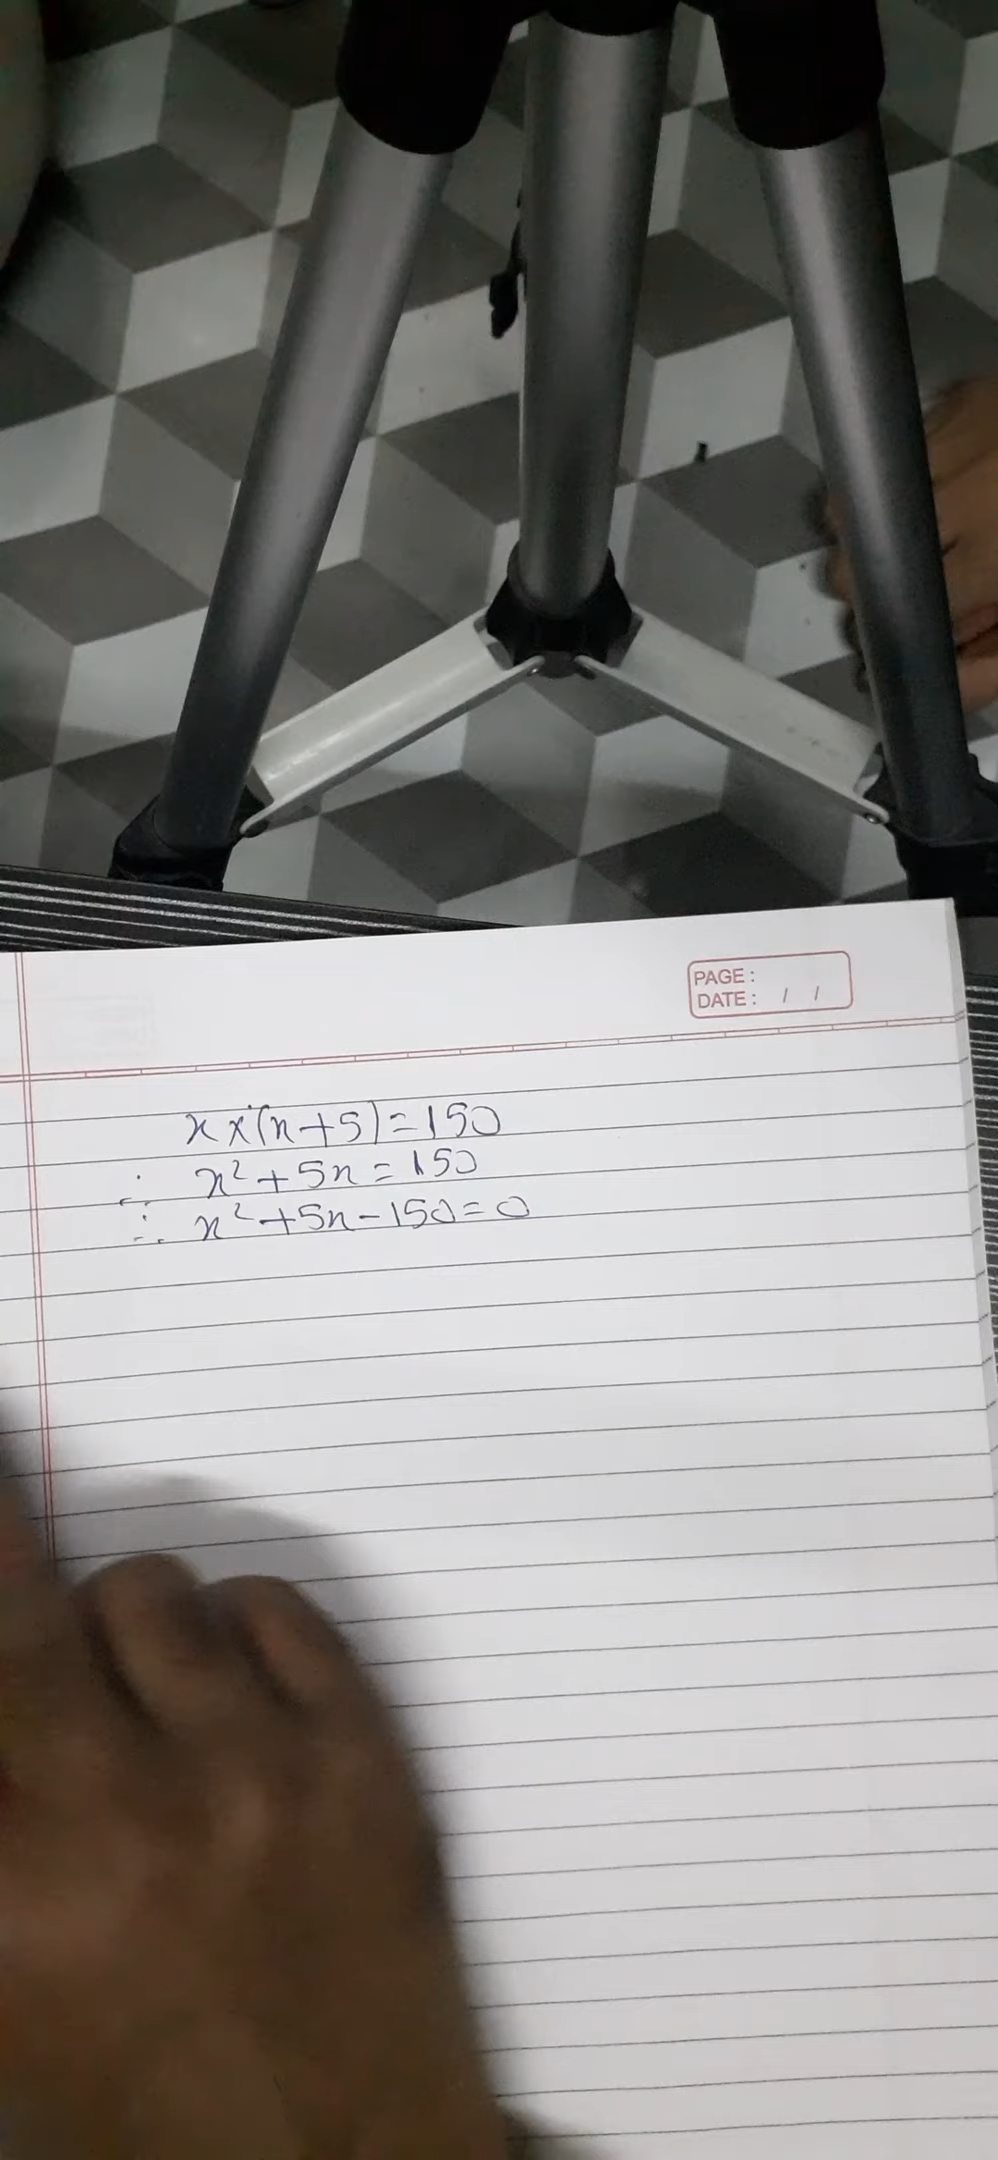 PAGE :
DATE : / /
x × (x + 5) = 150
∴ x² + 5x = 150
∴ x² + 5x - 150 = 0